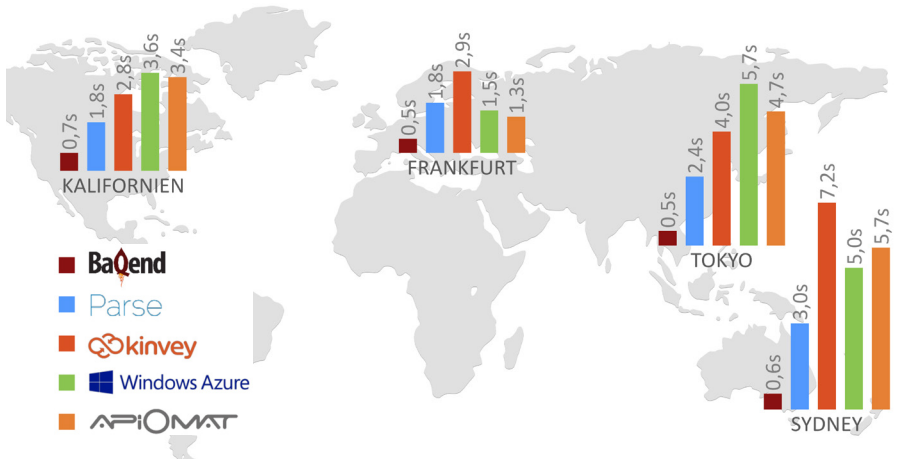 0,7s 1,8s 2,8s 3,6s 3,4s
KALIFORNIEN
0,5s 1,8s 2,9s 1,5s 1,3s
FRANKFURT
0,5s 2,4s 4,0s 5,7s 4,7s
TOKYO
0,6s 3,0s 7,2s 5,0s 5,7s
SYDNEY
BaQend
Parse
kinvey
Windows Azure
APiOMAT